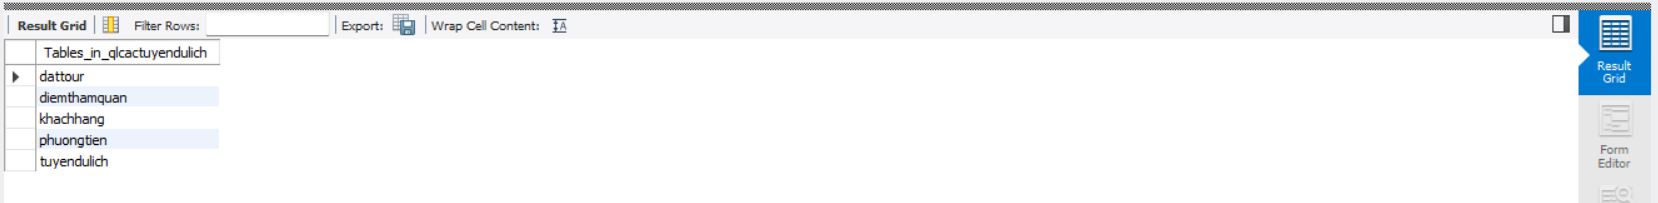 Result Grid Filter Rows: Export: Wrap Cell Content:
Tables_in_qlcactuyendulich
dattour
diemthamquan
khachhang
phuongtien
tuyendulich
Result
Grid
Form
Editor